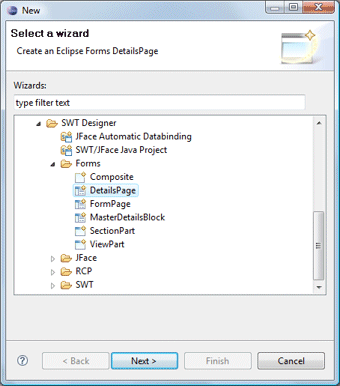 New
Select a wizard
Create an Eclipse Forms DetailsPage
Wizards:
type filter text
SWT Designer
JFace Automatic Databinding
SWT/JFace Java Project
Forms
Composite
DetailsPage
FormPage
MasterDetailsBlock
SectionPart
ViewPart
JFace
RCP
SWT
? < Back Next > Finish Cancel